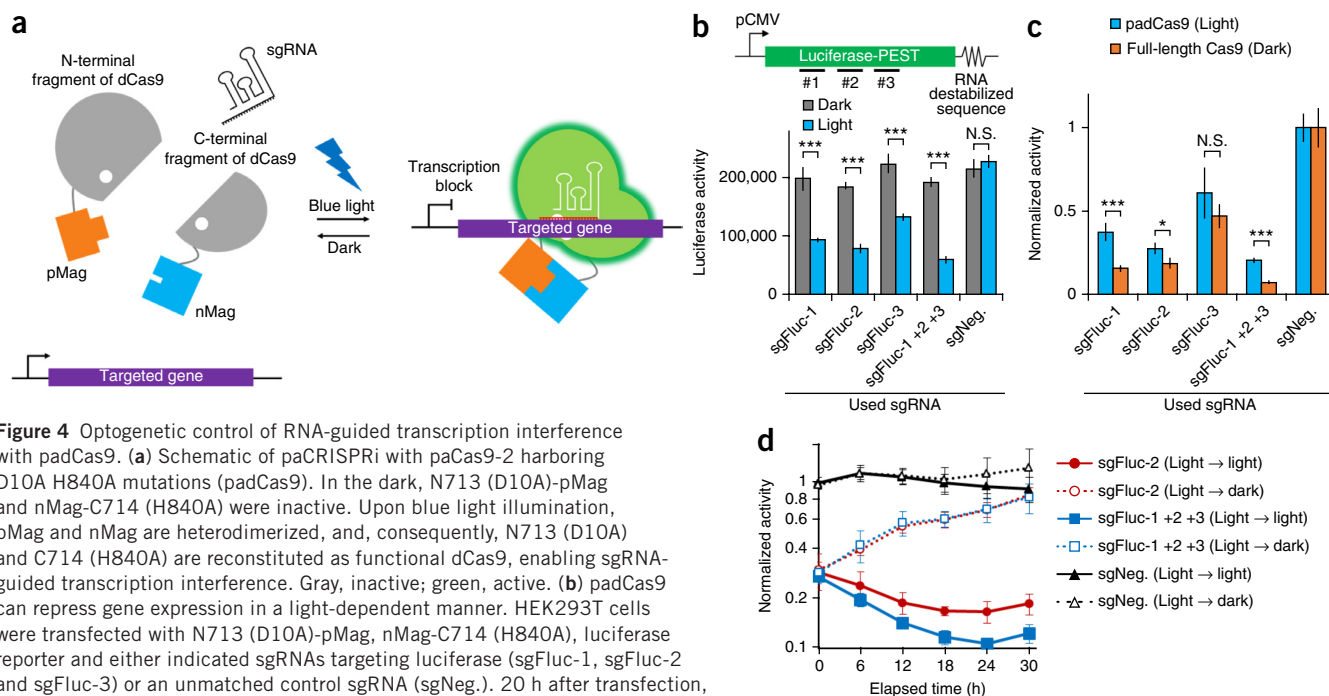 a
N-terminal
fragment of dCas9
sgRNA
C-terminal
fragment of dCas9
pMag
nMag
Blue light
Dark
Transcription
block
Targeted gene
Targeted gene
b
pCMV
Luciferase-PEST
#1 #2 #3
RNA
destabilized
sequence
Dark
Light
*** *** *** *** N.S.
Luciferase activity
200,000
100,000
0
sgFluc-1
sgFluc-2
sgFluc-3
sgFluc-1 +2 +3
sgNeg.
Used sgRNA
c
padCas9 (Light)
Full-length Cas9 (Dark)
Normalized activity
1
0.5
0
*** * N.S. ***
sgFluc-1
sgFluc-2
sgFluc-3
sgFluc-1 +2 +3
sgNeg.
Used sgRNA
Figure 4 Optogenetic control of RNA-guided transcription interference
with padCas9. (a) Schematic of paCRISPRi with paCas9-2 harboring
D10A H840A mutations (padCas9). In the dark, N713 (D10A)-pMag
and nMag-C714 (H840A) were inactive. Upon blue light illumination,
pMag and nMag are heterodimerized, and, consequently, N713 (D10A)
and C714 (H840A) are reconstituted as functional dCas9, enabling sgRNA-
guided transcription interference. Gray, inactive; green, active. (b) padCas9
can repress gene expression in a light-dependent manner. HEK293T cells
were transfected with N713 (D10A)-pMag, nMag-C714 (H840A), luciferase
reporter and either indicated sgRNAs targeting luciferase (sgFluc-1, sgFluc-2
and sgFluc-3) or an unmatched control sgRNA (sgNeg.). 20 h after transfection,
d
Normalized activity
1
0.8
0.6
0.4
0.2
0.1
0 6 12 18 24 30
Elapsed time (h)
sgFluc-2 (Light → light)
sgFluc-2 (Light → dark)
sgFluc-1 +2 +3 (Light → light)
sgFluc-1 +2 +3 (Light → dark)
sgNeg. (Light → light)
sgNeg. (Light → dark)